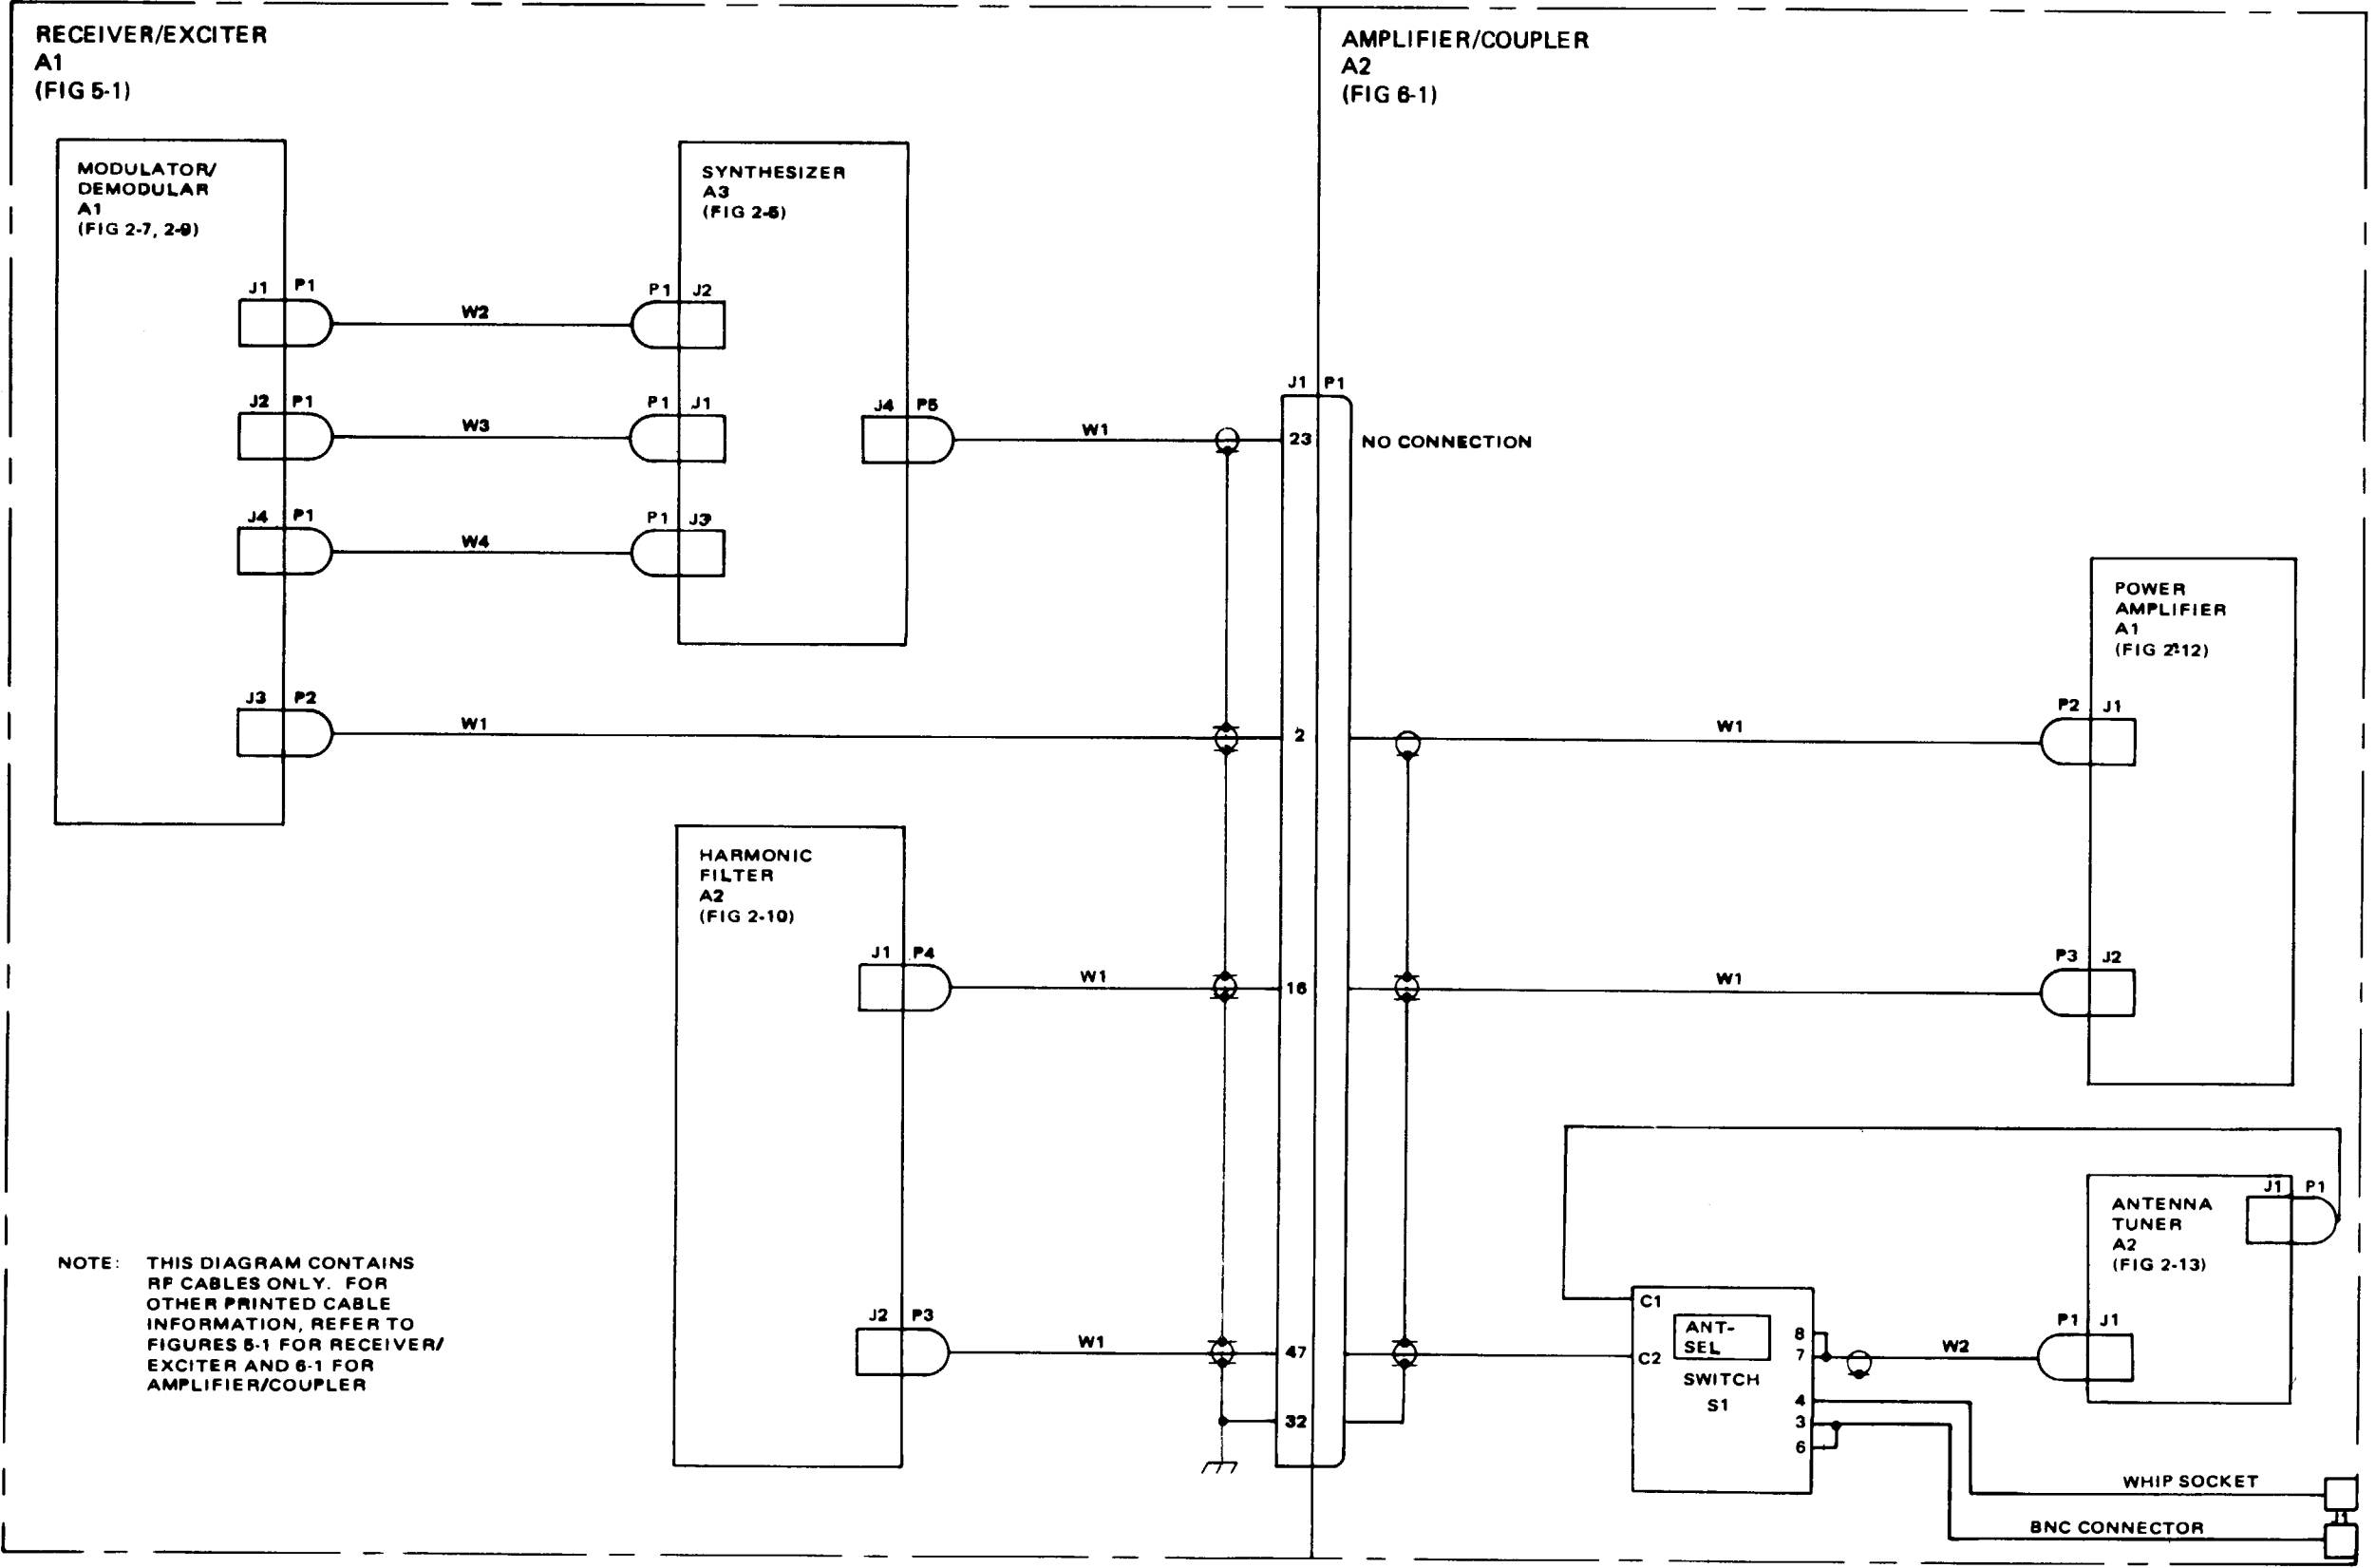 RECEIVER/EXCITER
A1
(FIG 5-1)
AMPLIFIER/COUPLER
A2
(FIG 6-1)
MODULATOR/
DEMODULAR
A1
(FIG 2-7, 2-9)
SYNTHESIZER
A3
(FIG 2-6)
J1 P1
W2
P1 J2
J2 P1
W3
P1 J1
J4 P5
W1
J1 P1
23
NO CONNECTION
J4 P1
W4
P1 J3
POWER
AMPLIFIER
A1
(FIG 2-12)
J3 P2
W1
2
W1
P2 J1
HARMONIC
FILTER
A2
(FIG 2-10)
J1 P4
W1
16
W1
P3 J2
ANTENNA
TUNER
A2
(FIG 2-13)
J1 P1
NOTE: THIS DIAGRAM CONTAINS
RF CABLES ONLY. FOR
OTHER PRINTED CABLE
INFORMATION, REFER TO
FIGURES 5-1 FOR RECEIVER/
EXCITER AND 6-1 FOR
AMPLIFIER/COUPLER
J2 P3
W1
47
32
C1
C2
ANT-
SEL
SWITCH
S1
8
7
4
3
6
W2
P1 J1
WHIP SOCKET
J1
BNC CONNECTOR